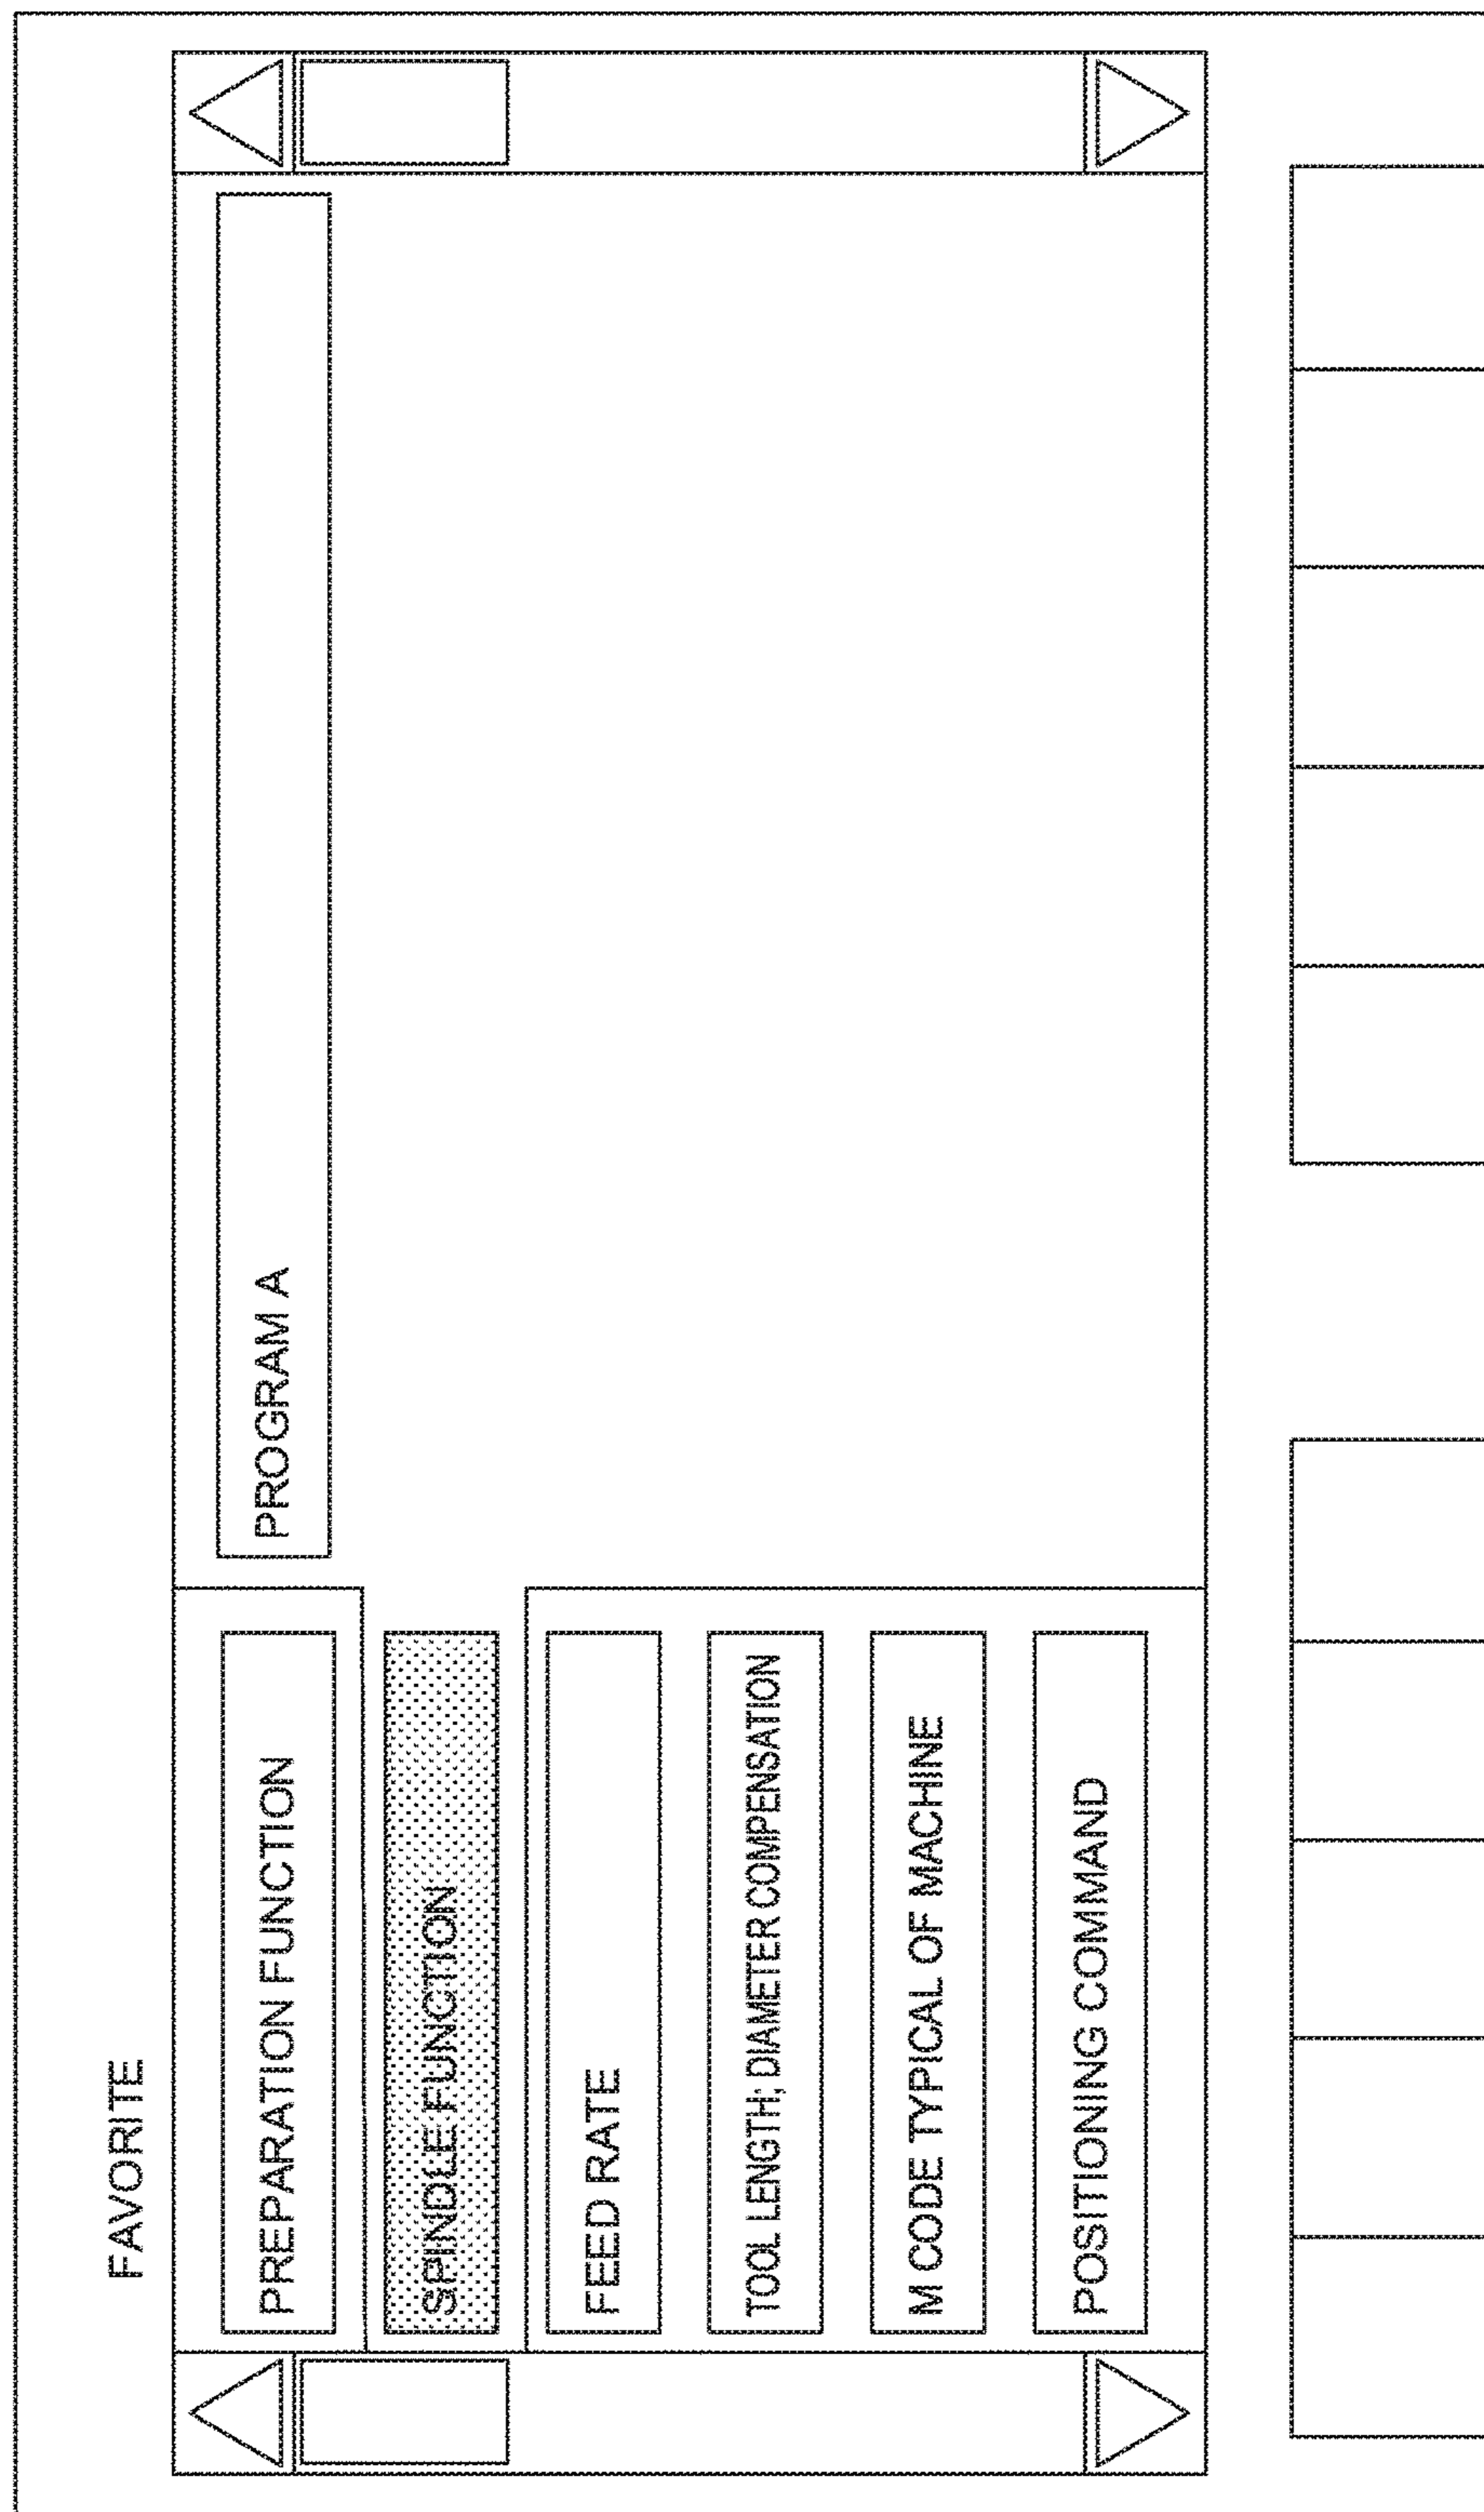 FAVORITE
PREPARATION FUNCTION
SPINDLE FUNCTION
FEED RATE
TOOL LENGTH; DIAMETER COMPENSATION
M CODE TYPICAL OF MACHINE
POSITIONING COMMAND
PROGRAM A